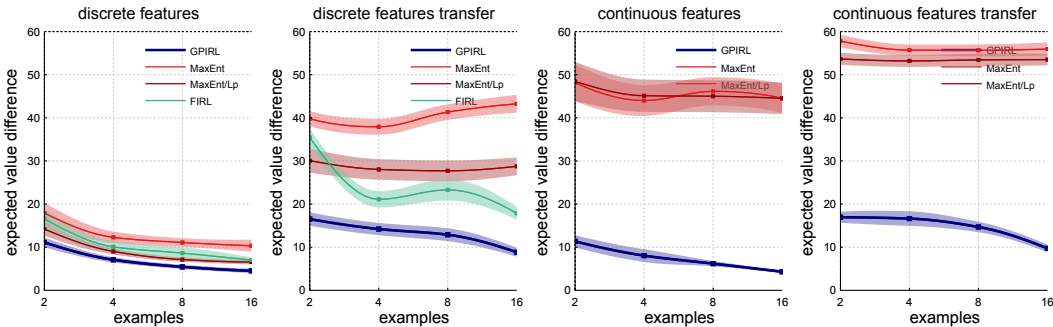 discrete features
60
50
40
30
20
10
0
expected value difference
GPIRL
MaxEnt
MaxEnt/Lp
FIRL
2
4
8
16
examples
discrete features transfer
60
50
40
30
20
10
0
expected value difference
GPIRL
MaxEnt
MaxEnt/Lp
FIRL
2
4
8
16
examples
continuous features
60
50
40
30
20
10
0
expected value difference
GPIRL
MaxEnt
MaxEnt/Lp
2
4
8
16
examples
continuous features transfer
60
50
40
30
20
10
0
expected value difference
GPIRL
MaxEnt
MaxEnt/Lp
2
4
8
16
examples